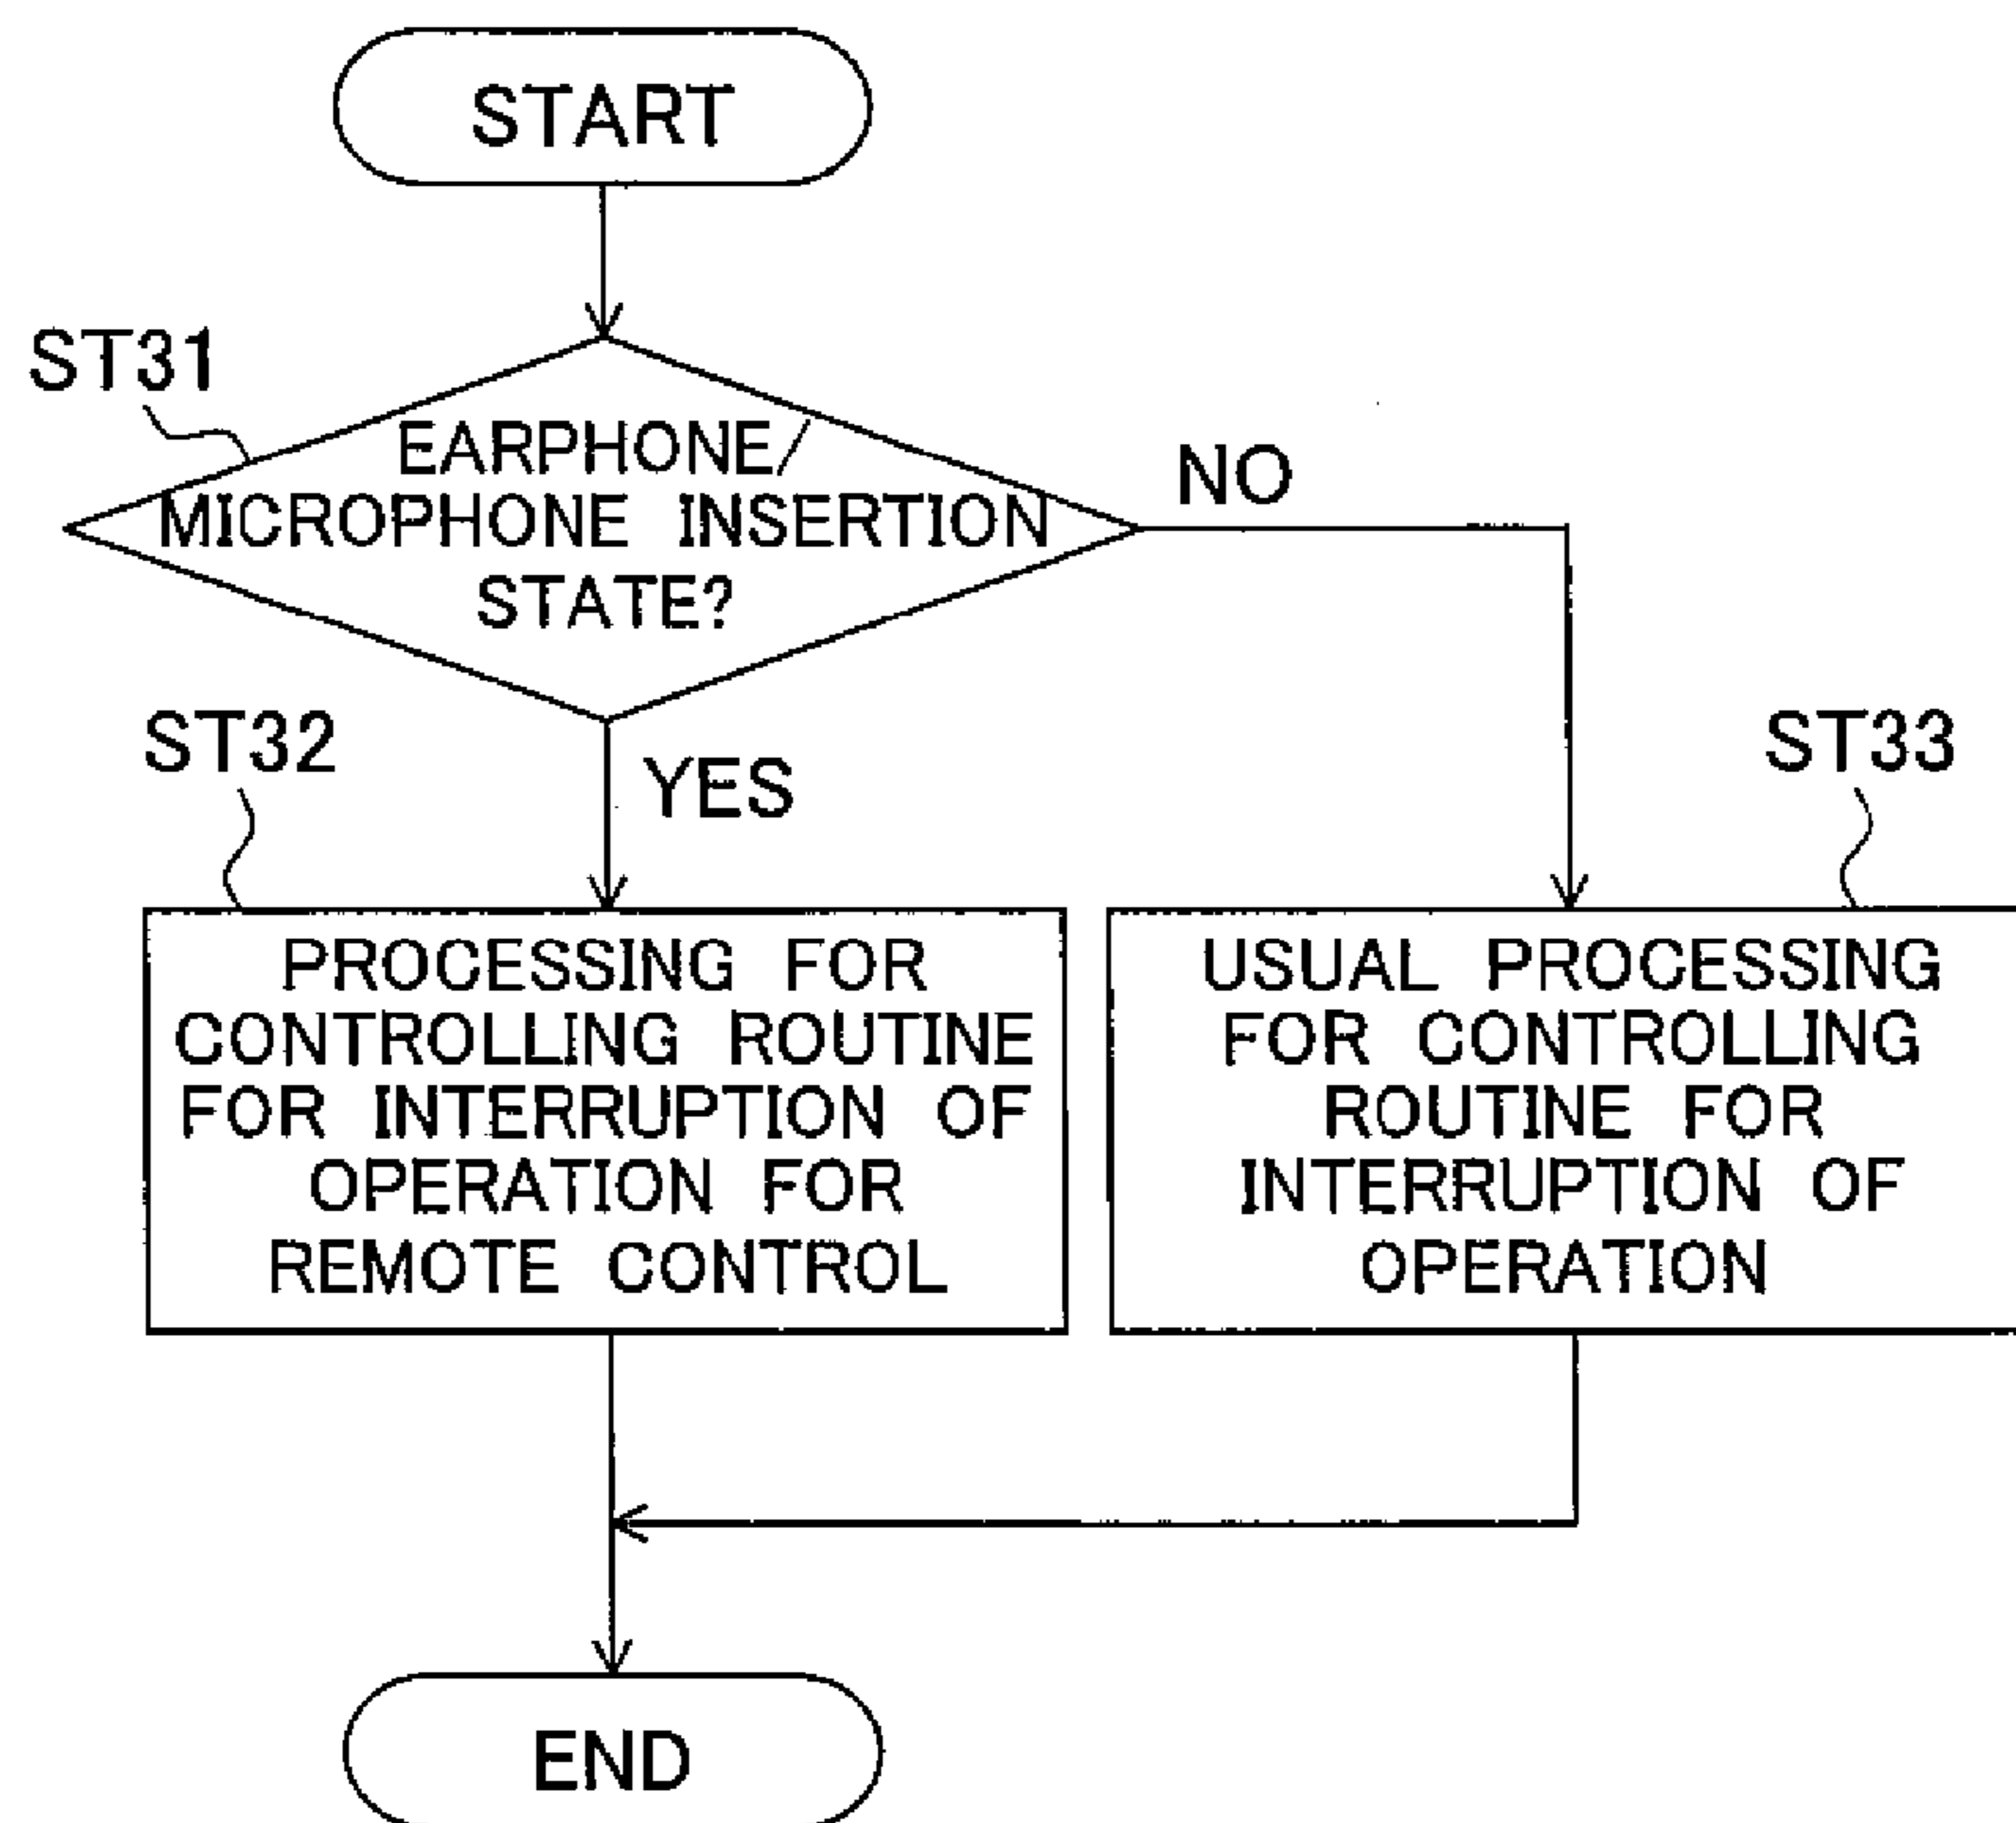 START
ST31
EARPHONE/
MICROPHONE INSERTION
STATE?
NO
YES
ST32
PROCESSING FOR
CONTROLLING ROUTINE
FOR INTERRUPTION OF
OPERATION FOR
REMOTE CONTROL
ST33
USUAL PROCESSING
FOR CONTROLLING
ROUTINE FOR
INTERRUPTION OF
OPERATION
END